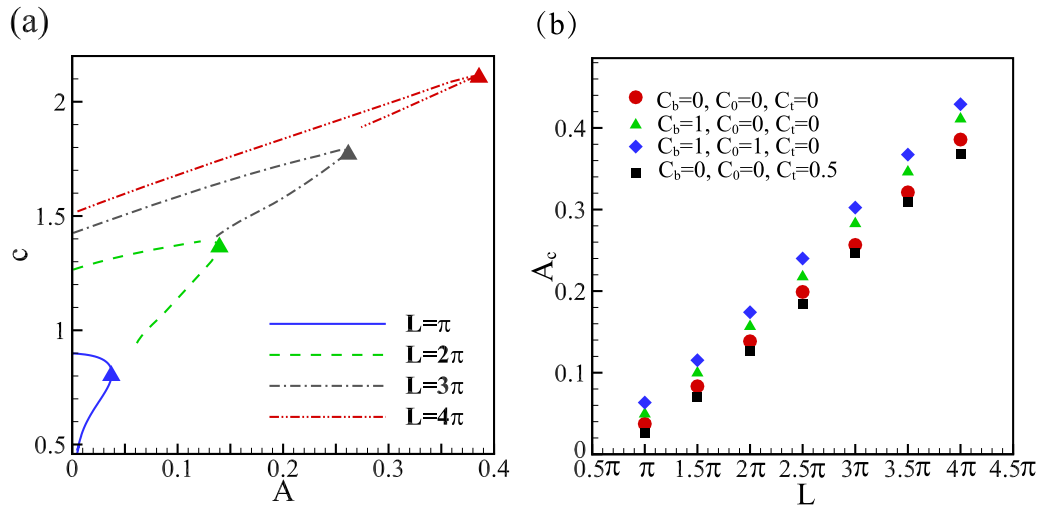 (a)
2
1.5
1
0.5
c
0
0.1
0.2
0.3
0.4
A
L=π
L=2π
L=3π
L=4π
(b)
C_b=0, C_0=0, C_t=0
C_b=1, C_0=0, C_t=0
C_b=1, C_0=1, C_t=0
C_b=0, C_0=0, C_t=0.5
0.4
0.3
0.2
0.1
0
A_c
0.5π
π
1.5π
2π
2.5π
3π
3.5π
4π
4.5π
L